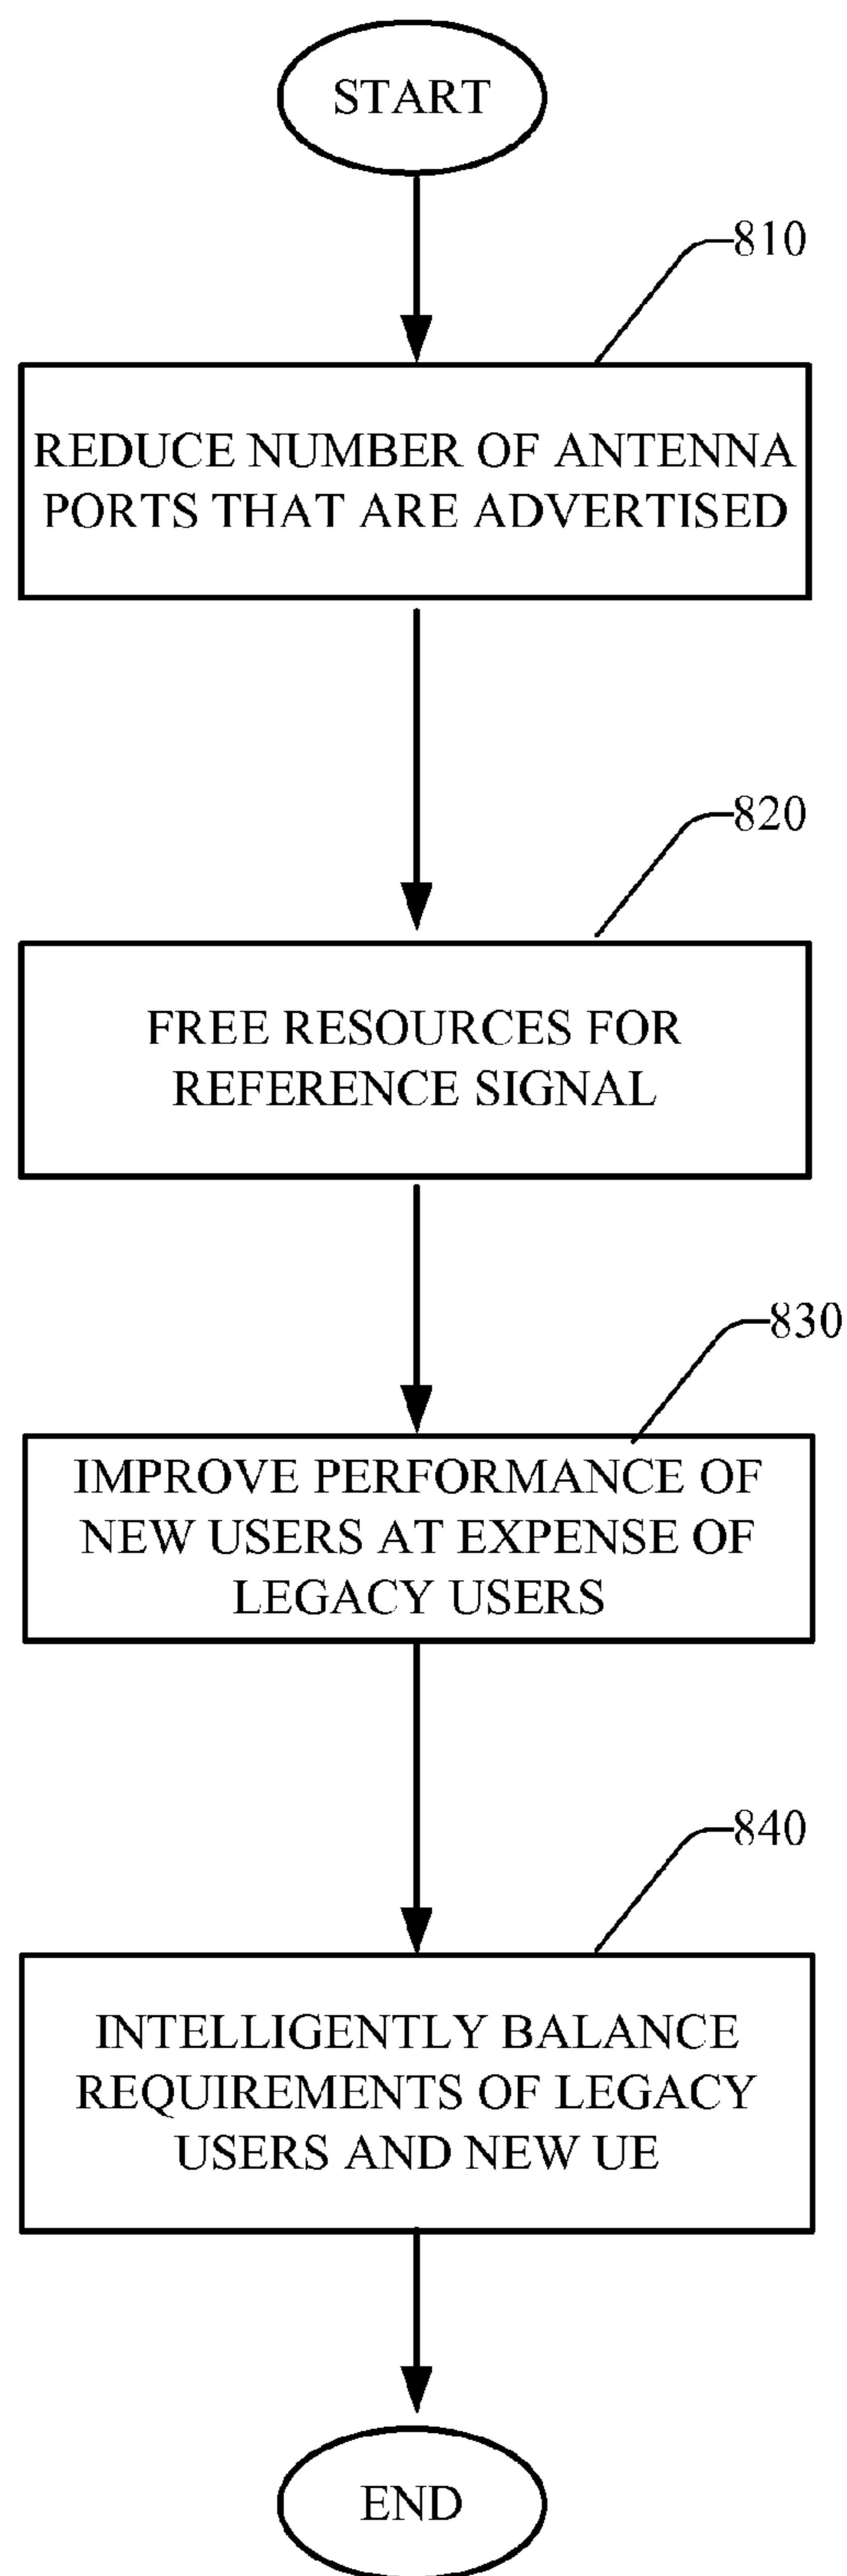 START
810
REDUCE NUMBER OF ANTENNA
PORTS THAT ARE ADVERTISED
820
FREE RESOURCES FOR
REFERENCE SIGNAL
830
IMPROVE PERFORMANCE OF
NEW USERS AT EXPENSE OF
LEGACY USERS
840
INTELLIGENTLY BALANCE
REQUIREMENTS OF LEGACY
USERS AND NEW UE
END